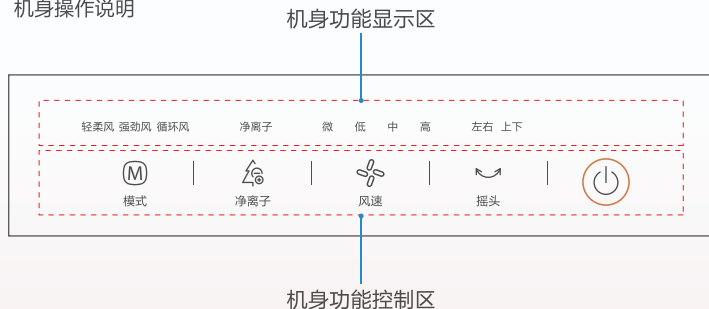 机身操作说明
机身功能显示区
轻柔风 强劲风 循环风 净离子 微 低 中 高 左右 上下
M
模式 净离子 风速 摇头
机身功能控制区